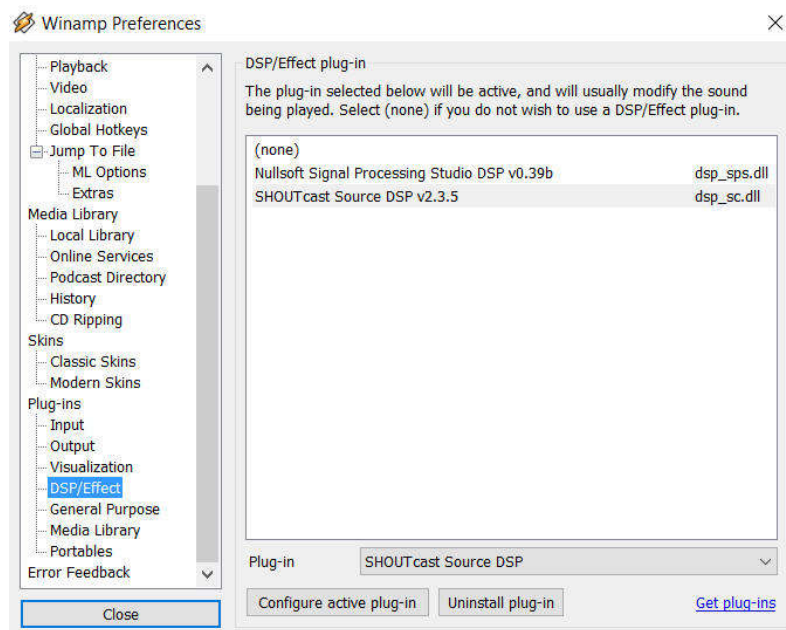 Winamp Preferences
Playback
Video
Localization
Global Hotkeys
Jump To File
ML Options
Extras
Media Library
Local Library
Online Services
Podcast Directory
History
CD Ripping
Skins
Classic Skins
Modern Skins
Plug-ins
Input
Output
Visualization
DSP/Effect
General Purpose
Media Library
Portables
Error Feedback
Close
DSP/Effect plug-in
The plug-in selected below will be active, and will usually modify the sound
being played. Select (none) if you do not wish to use a DSP/Effect plug-in.
(none)
Nullsoft Signal Processing Studio DSP v0.39b dsp_sps.dll
SHOUTcast Source DSP v2.3.5 dsp_sc.dll
Plug-in SHOUTcast Source DSP
Configure active plug-in Uninstall plug-in Get plug-ins